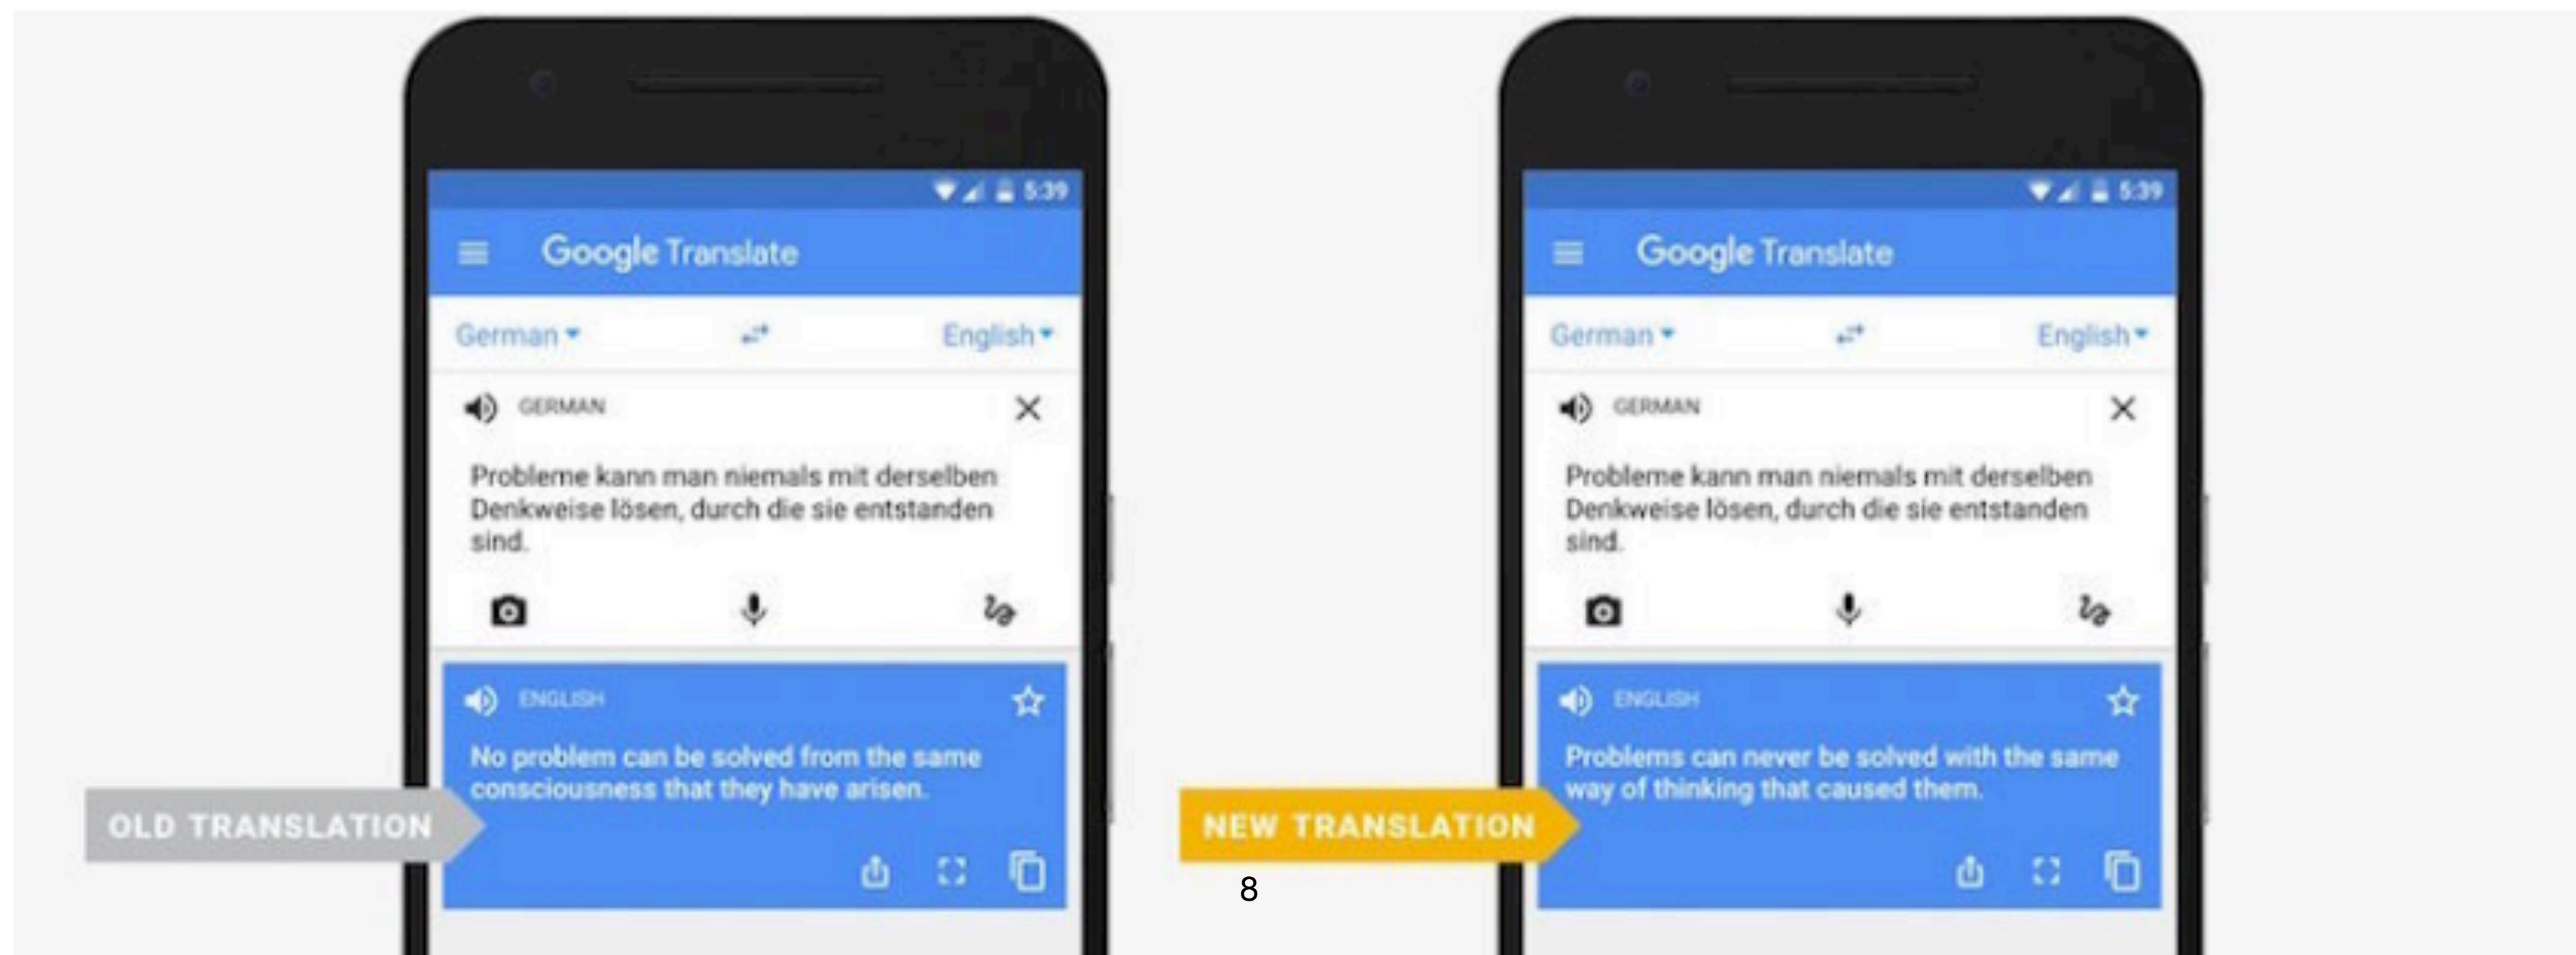 5:39
Google Translate
German
English
GERMAN
Probleme kann man niemals mit derselben
Denkweise lösen, durch die sie entstanden
sind.
ENGLISH
No problem can be solved from the same
consciousness that they have arisen.
OLD TRANSLATION
5:39
Google Translate
German
English
GERMAN
Probleme kann man niemals mit derselben
Denkweise lösen, durch die sie entstanden
sind.
ENGLISH
Problems can never be solved with the same
way of thinking that caused them.
NEW TRANSLATION
8